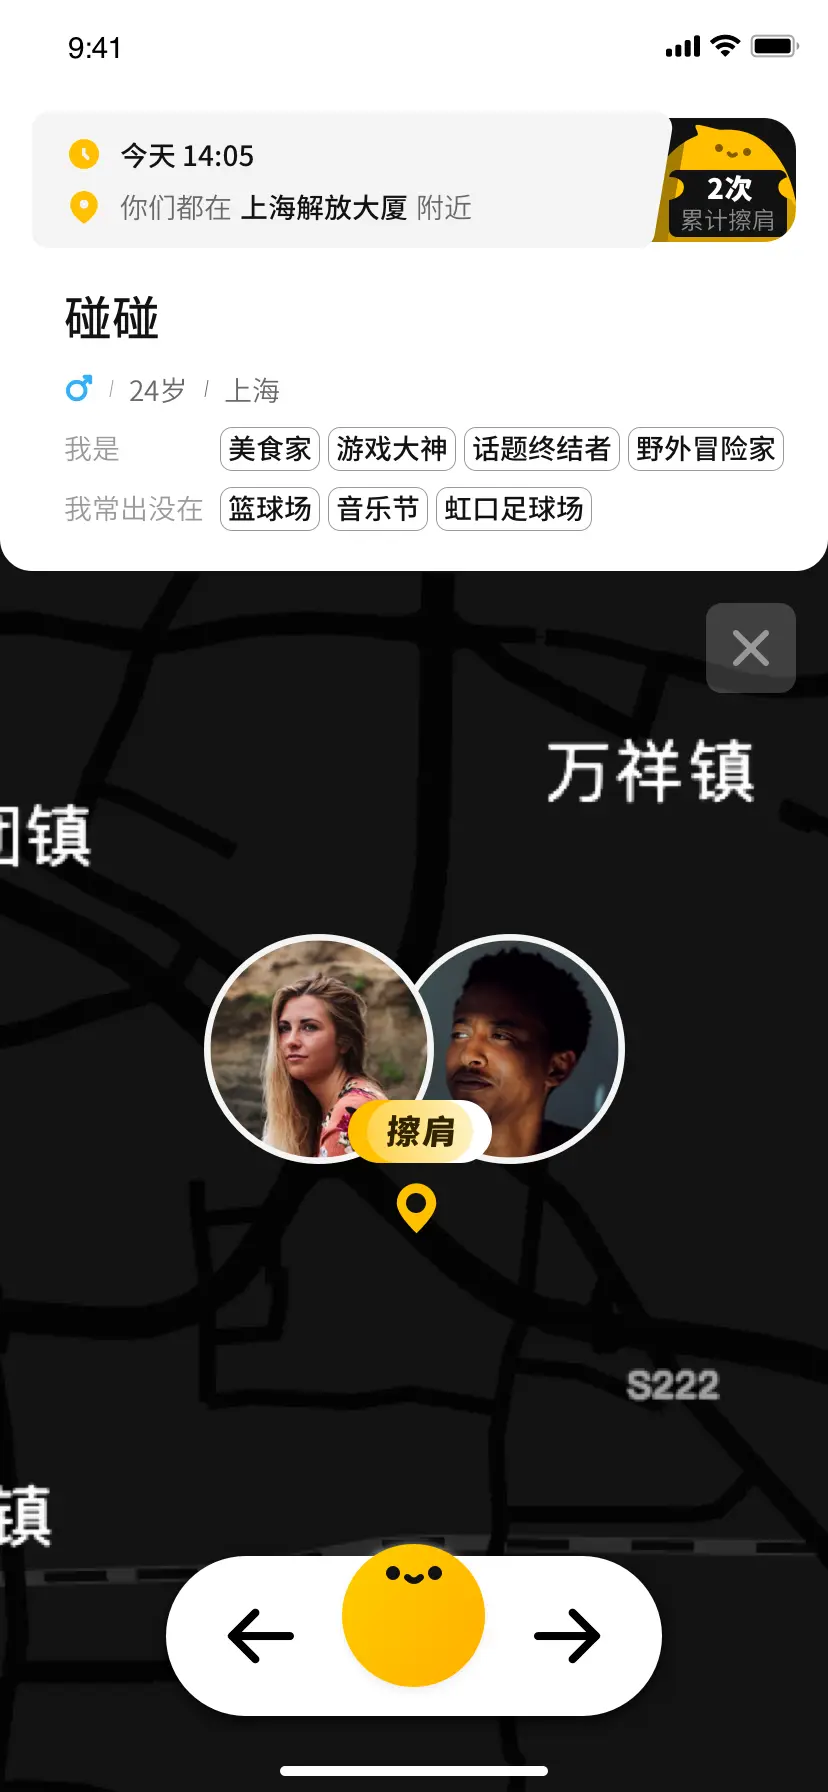 9:41
今天 14:05
你们都在 上海解放大厦 附近
2次
累计擦肩
碰碰
24岁 / 上海
我是 美食家 游戏大神 话题终结者 野外冒险家
我常出没在 篮球场 音乐节 虹口足球场
万祥镇
团镇
擦肩
S222
镇